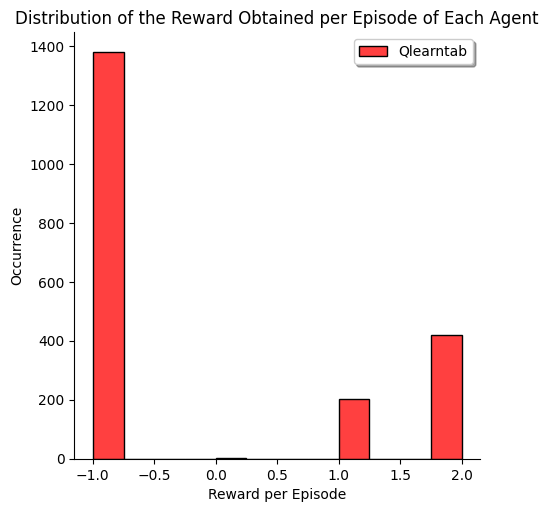 Distribution of the Reward Obtained per Episode of Each Agent
Qlearntab
1400
1200
1000
800
600
400
200
0
Occurrence
−1.0 −0.5 0.0 0.5 1.0 1.5 2.0
Reward per Episode